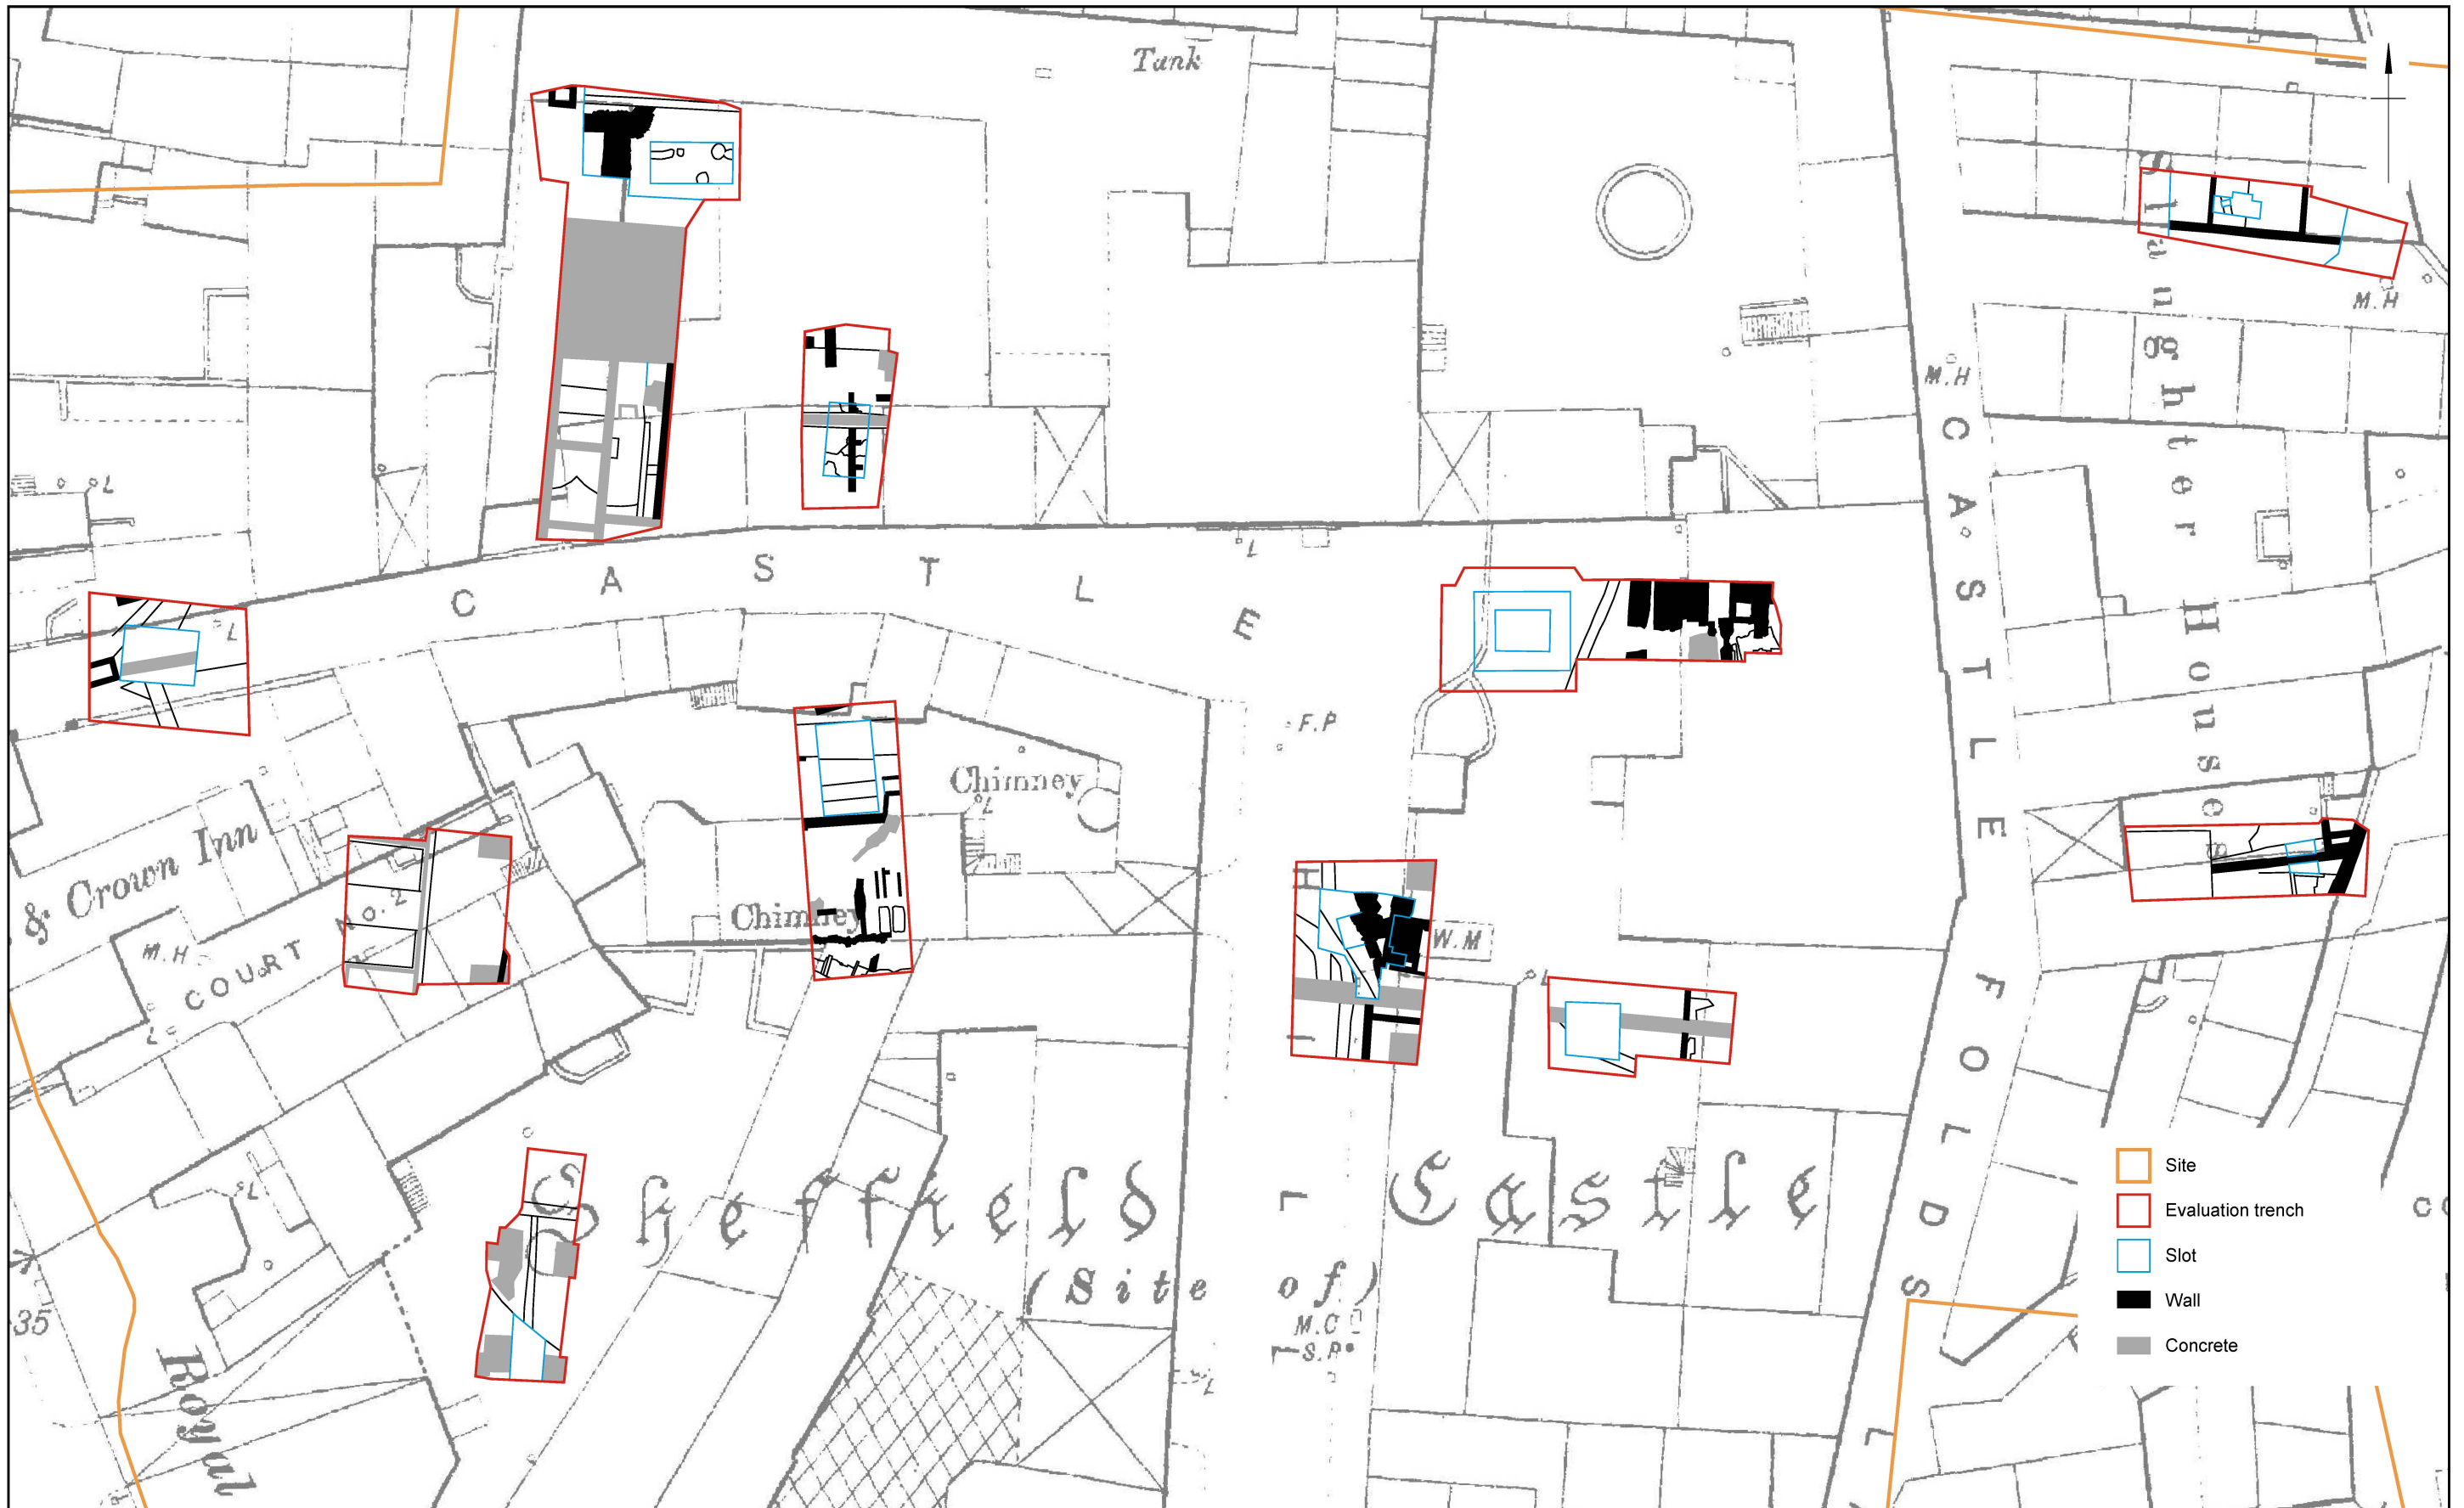 Tank
Slaughter House
M.H
M.H
CASTLE FOLDS L
L
L
L
CASTLE
L
F.P
Chimney
L
& Crown Inn
Chimney
COURT No. 2
M.H
L
W.M
H
I
L
L
Sheffield Castle
(Site of)
L
M.C
S.P
L
35
Royal
Site
Evaluation trench
Slot
Wall
Concrete